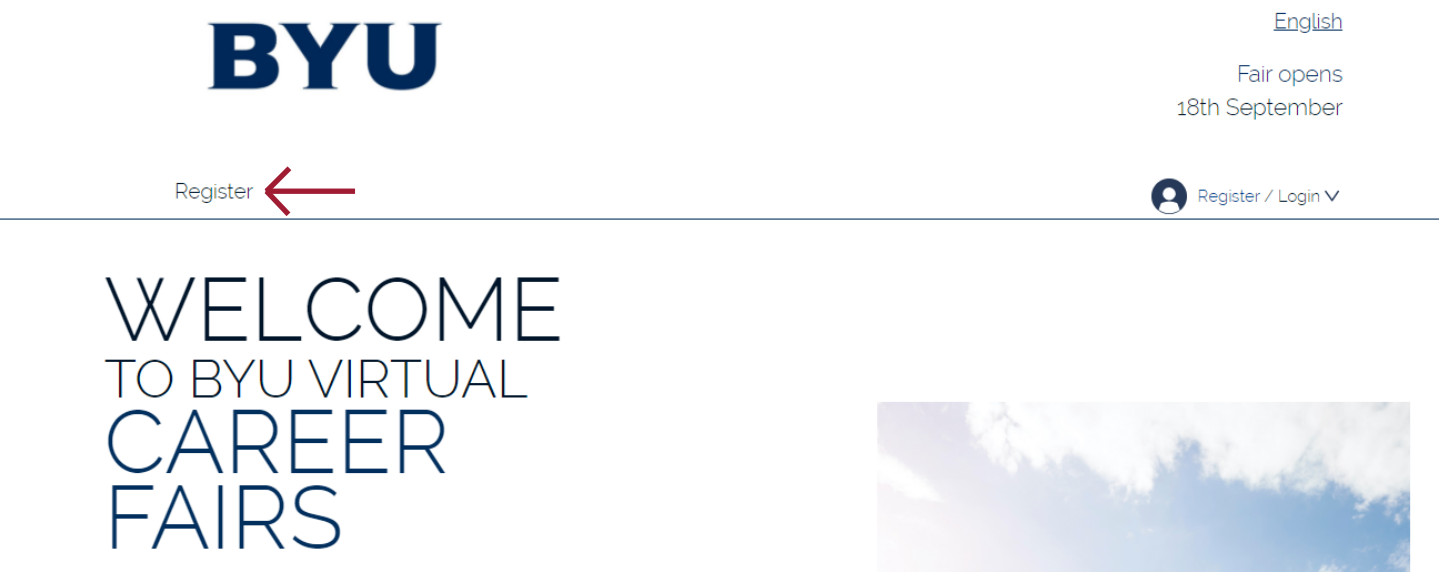 BYU
English
Fair opens
18th September
Register
Register / Login
WELCOME
TO BYU VIRTUAL
CAREER
FAIRS